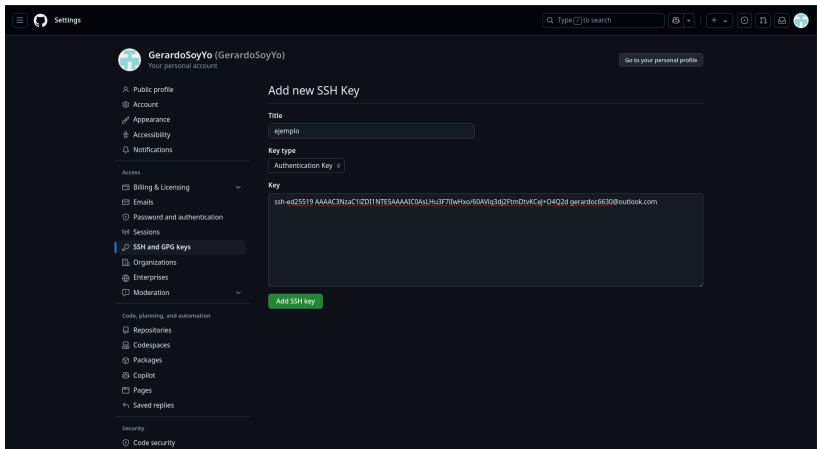 Settings
Type / to search
GerardoSoyYo (GerardoSoyYo)
Your personal account
Go to your personal profile
Public profile
Account
Appearance
Accessibility
Notifications
Access
Billing & Licensing
Emails
Password and authentication
Sessions
SSH and GPG keys
Organizations
Enterprises
Moderation
Code, planning, and automation
Repositories
Codespaces
Packages
Copilot
Pages
Saved replies
Security
Code security
Add new SSH Key
Title
ejemplo
Key type
Authentication Key
Key
ssh-ed25519 gerardoc6630@outlook.com
Add SSH key